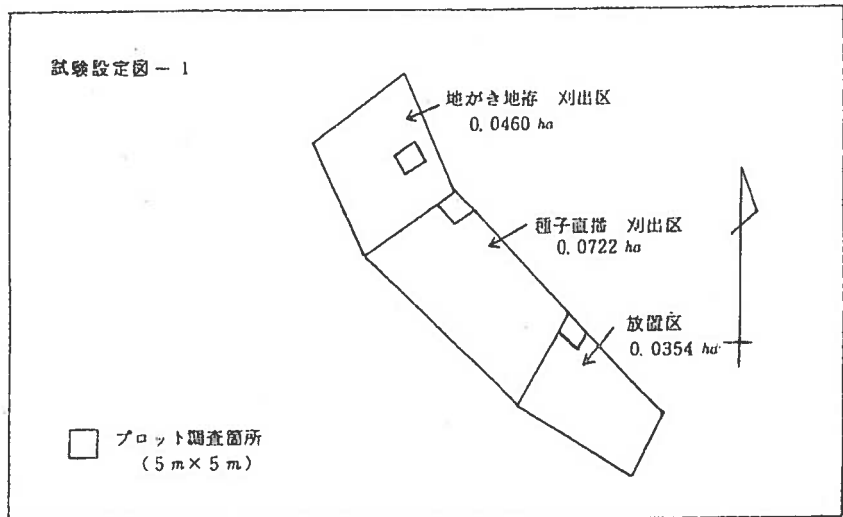 試験設定図－1
地がき地拵 刈出区
0.0460 ha
種子直播 刈出区
0.0722 ha
放置区
0.0354 ha
プロット調査箇所
(5m×5m)